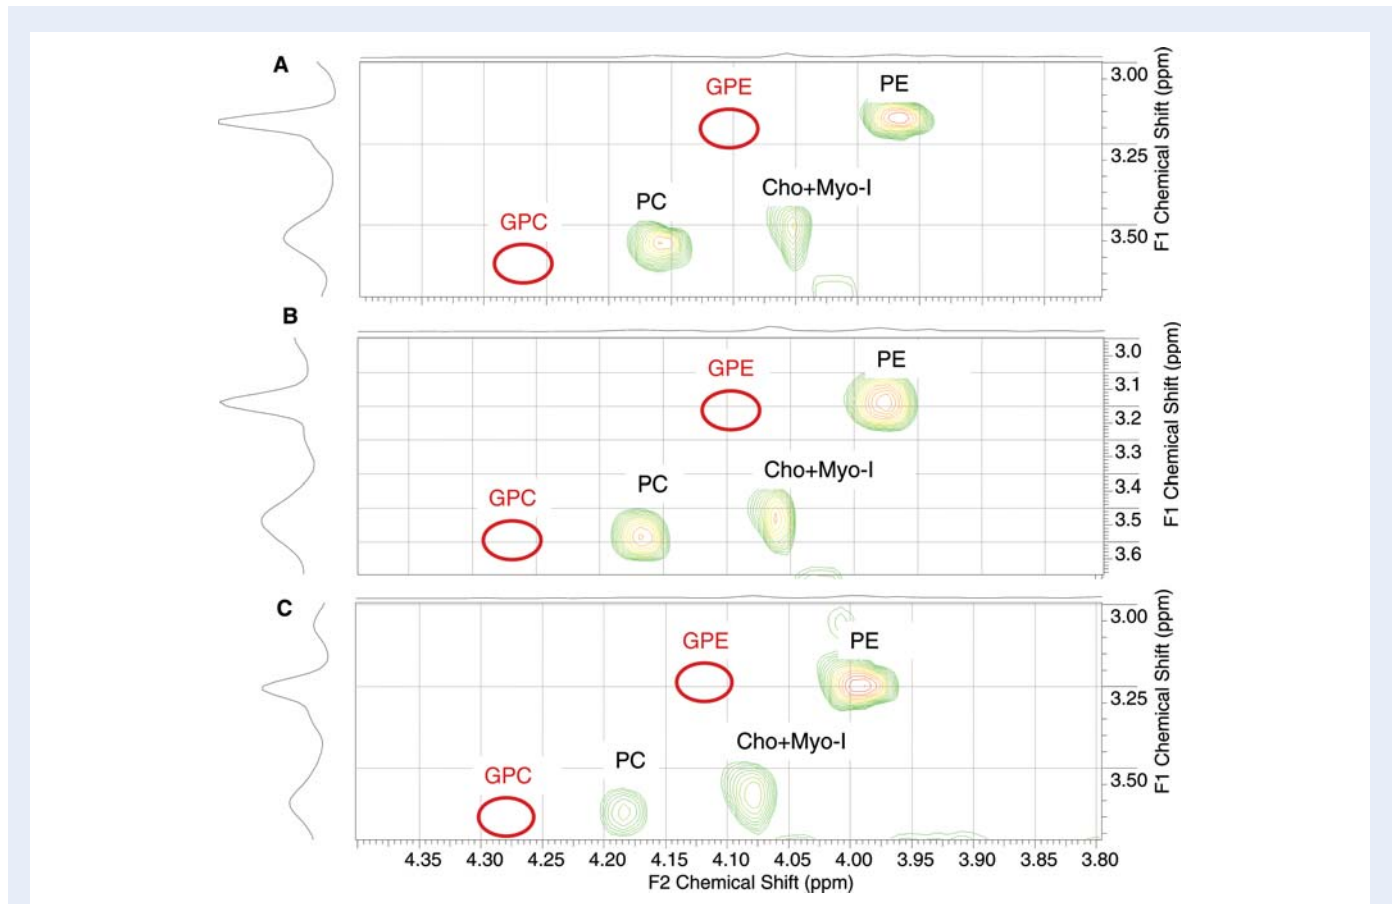 A
GPE
PE
3.00
3.25
3.50
F1 Chemical Shift (ppm)
Cho+Myo-I
PC
GPC
B
GPE
PE
3.0
3.1
3.2
3.3
3.4
3.5
3.6
F1 Chemical Shift (ppm)
Cho+Myo-I
PC
GPC
C
GPE
PE
3.00
3.25
3.50
F1 Chemical Shift (ppm)
Cho+Myo-I
PC
GPC
4.35 4.30 4.25 4.20 4.15 4.10 4.05 4.00 3.95 3.90 3.85 3.80
F2 Chemical Shift (ppm)